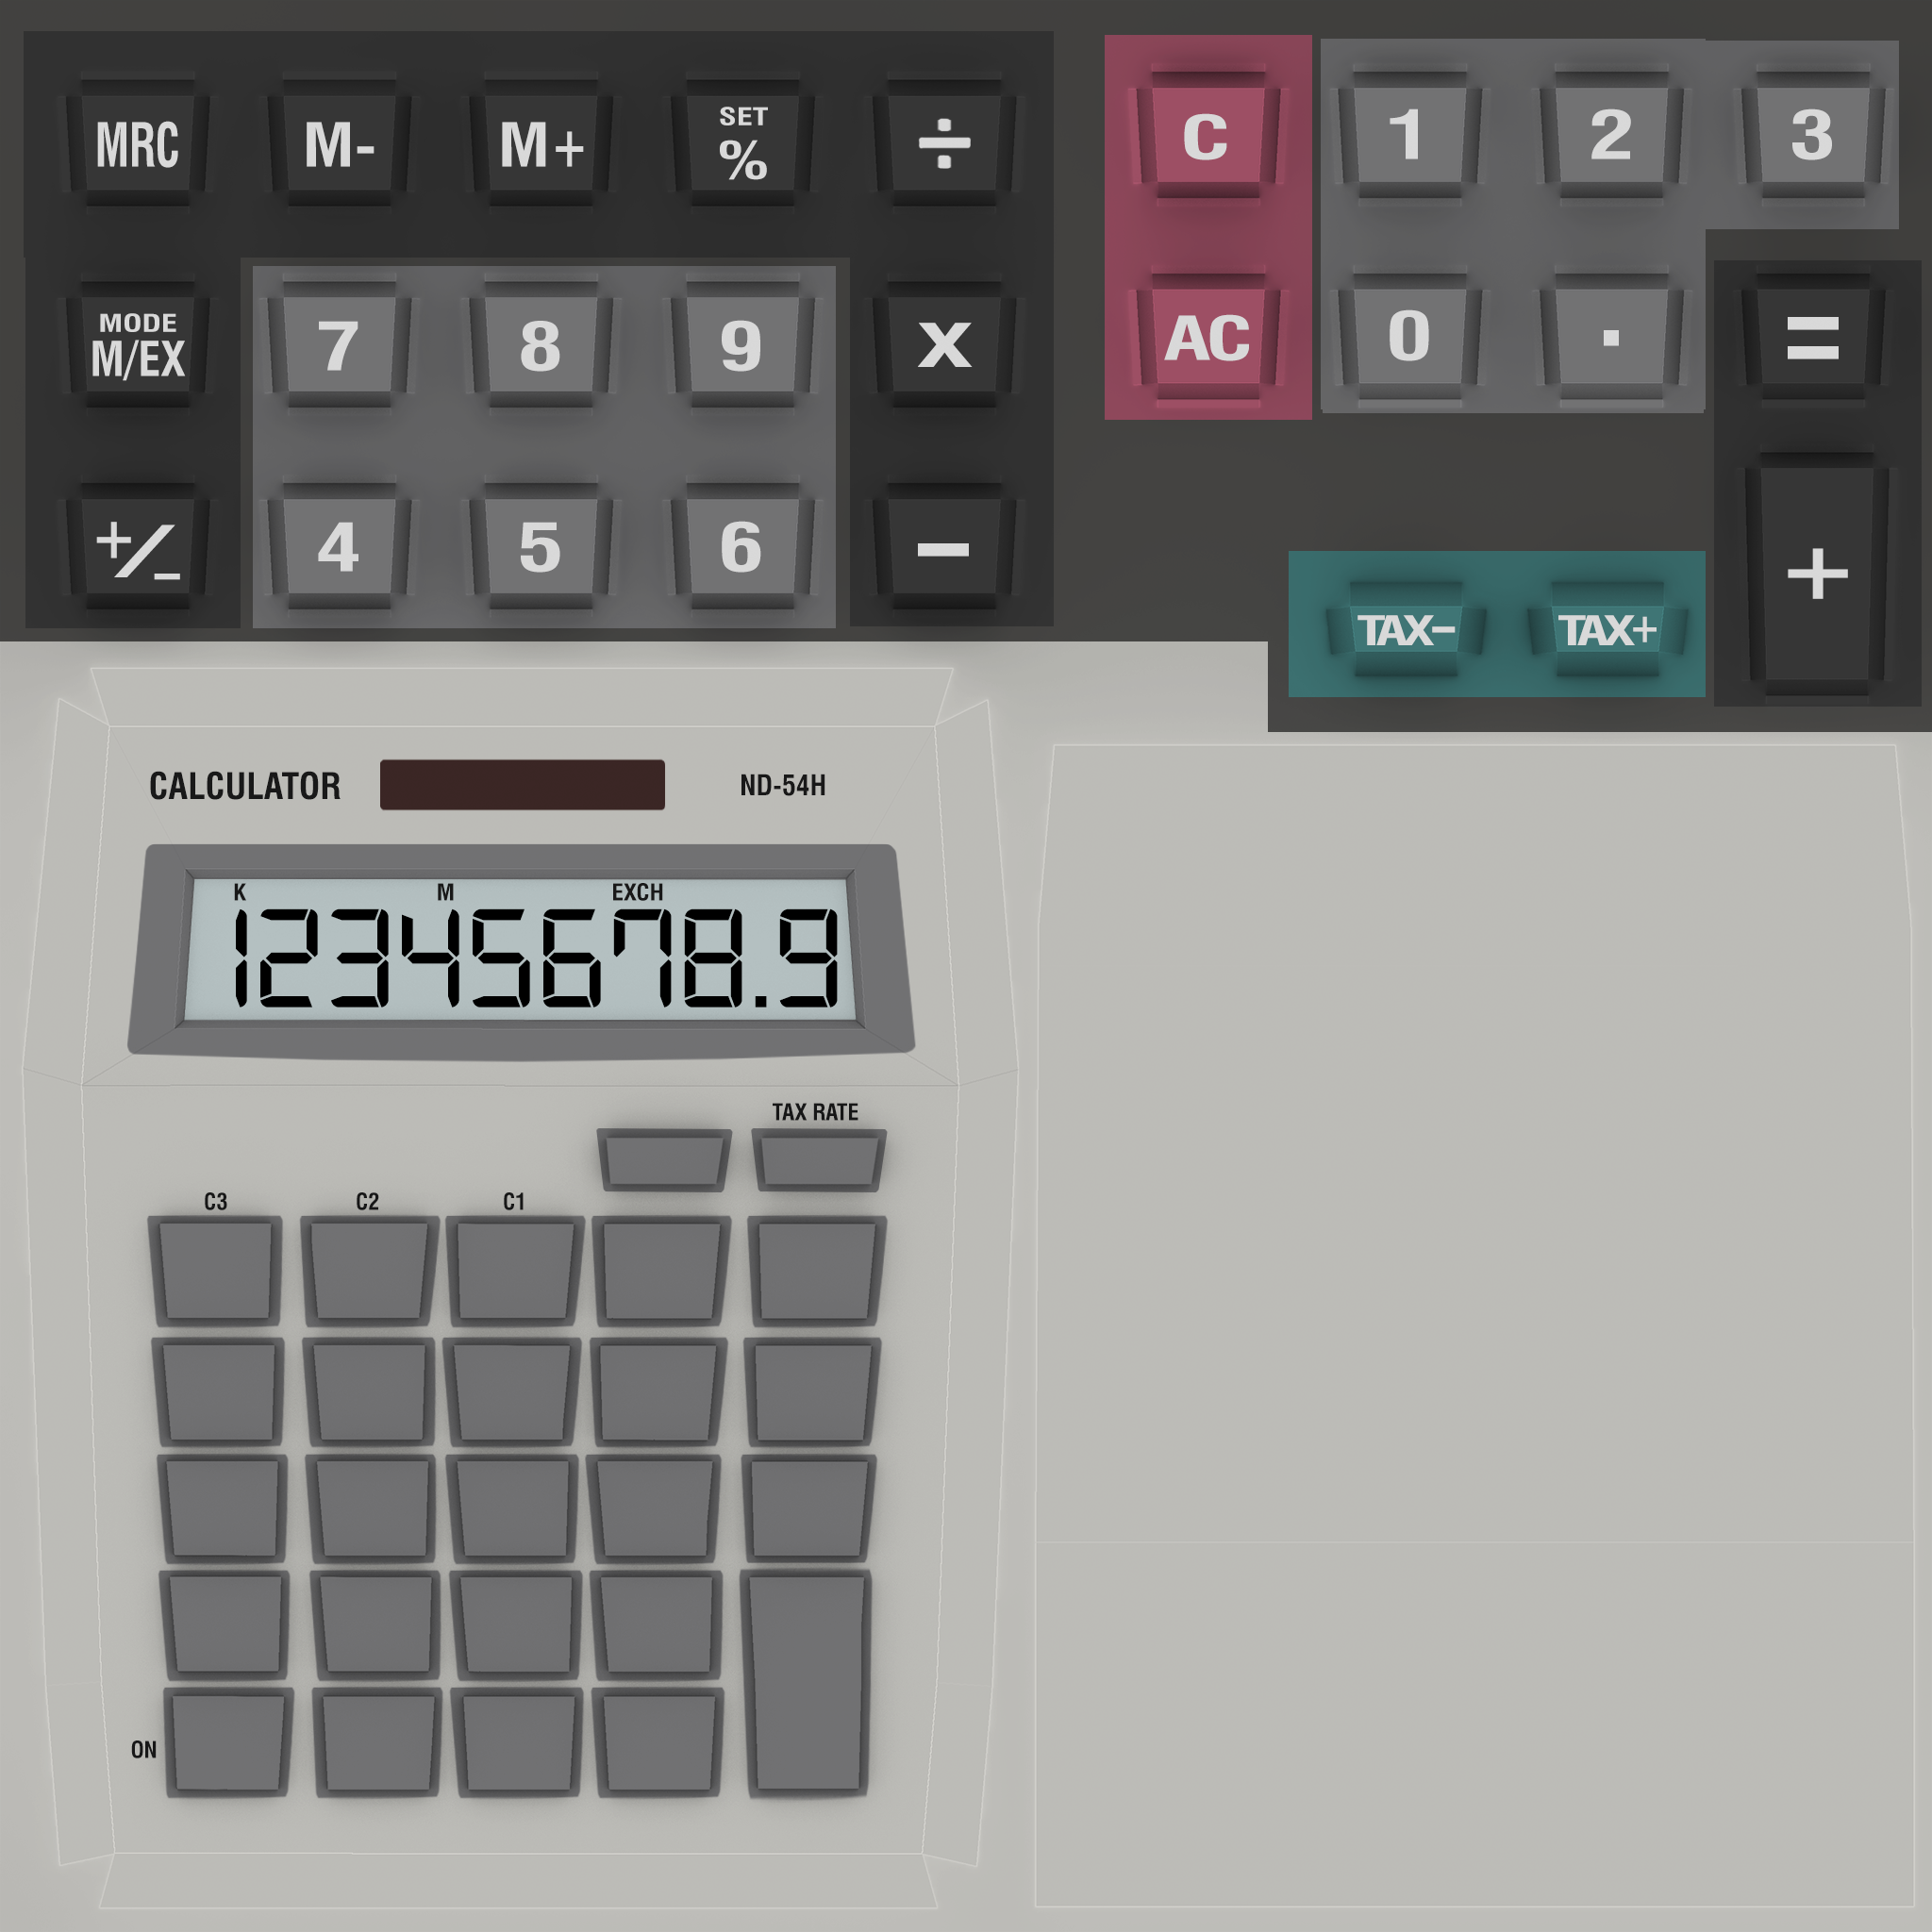 MRC M- M+ SET % ÷
MODE M/EX 7 8 9 x
+/- 4 5 6 −
C 1 2 3
AC 0 . =
TAX− TAX+ +
CALCULATOR ND-54H
K M EXCH
12345678.9
TAX RATE
C3 C2 C1
ON